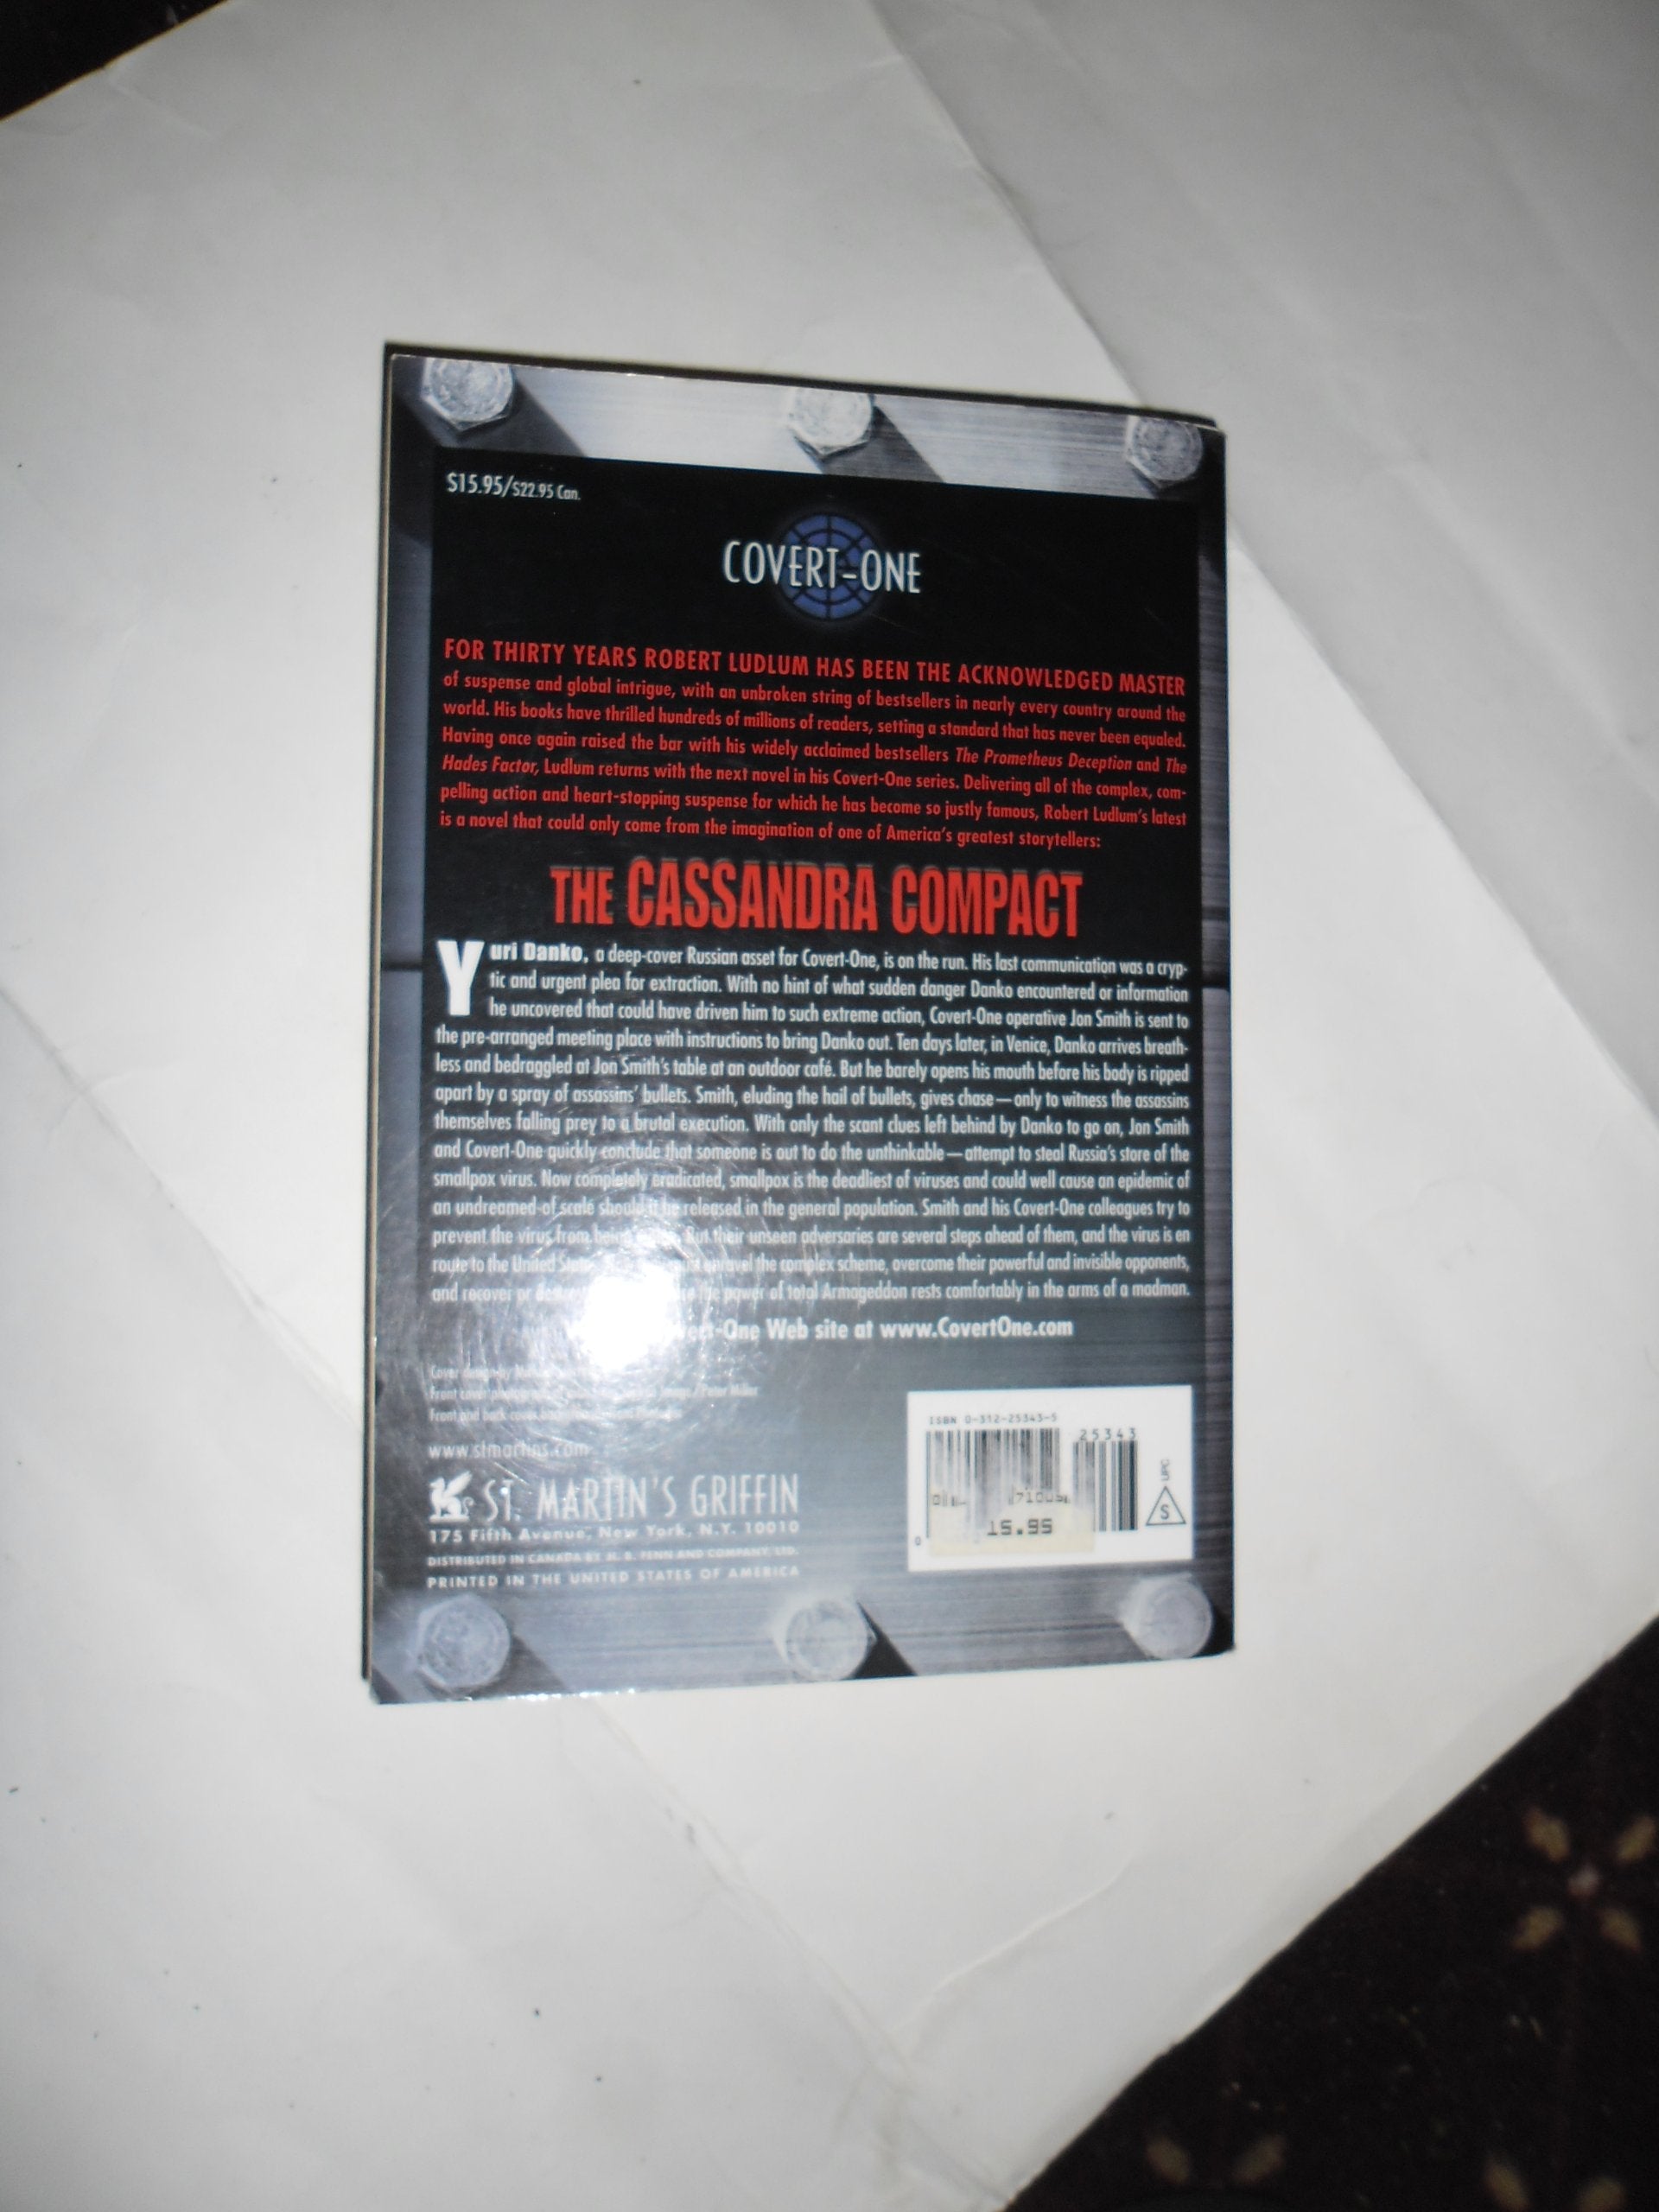 $15.95/$22.95 Can.
COVERT-ONE
FOR THIRTY YEARS ROBERT LUDLUM HAS BEEN THE ACKNOWLEDGED MASTER
of suspense and global intrigue, with an unbroken string of bestsellers in nearly every country around the
world. His books have thrilled hundreds of millions of readers, setting a standard that has never been equaled.
Having once again raised the bar with his widely acclaimed bestsellers The Prometheus Deception and The
Hades Factor, Ludlum returns with the next novel in his Covert-One series. Delivering all of the complex, com-
pelling action and heart-stopping suspense for which he has become so justly famous, Robert Ludlum's latest
is a novel that could only come from the imagination of one of America's greatest storytellers:
THE CASSANDRA COMPACT
Yuri Danko, a deep-cover Russian asset for Covert-One, is on the run. His last communication was a cryp-
tic and urgent plea for extraction. With no hint of what sudden danger Danko encountered or information
he uncovered that could have driven him to such extreme action, Covert-One operative Jon Smith is sent to
the pre-arranged meeting place with instructions to bring Danko out. Ten days later, in Venice, Danko arrives breath-
less and bedraggled at Jon Smith's table at an outdoor café. But he barely opens his mouth before his body is ripped
apart by a spray of assassins' bullets. Smith, eluding the hail of bullets, gives chase—only to witness the assassins
themselves falling prey to a brutal execution. With only the scant clues left behind by Danko to go on, Jon Smith
and Covert-One quickly conclude that someone is out to do the unthinkable—attempt to steal Russia's store of the
smallpox virus. Now completely eradicated, smallpox is the deadliest of viruses and could well cause an epidemic of
an undreamed-of scale should it be released in the general population. Smith and his Covert-One colleagues try to
prevent the virus from being But their unseen adversaries are several steps ahead of them, and the virus is en
route to the United unravel the complex scheme, overcome their powerful and invisible opponents,
and recover or the power of total Armageddon rests comfortably in the arms of a madman.
Web site at www.CovertOne.com
Cover design by
Front cover / Peter Miller
Front and back cover
www.stmartins.com
ST. MARTIN'S GRIFFIN
175 Fifth Avenue, New York, N.Y. 10010
DISTRIBUTED IN CANADA BY H. B. FENN AND COMPANY, LTD.
PRINTED IN THE UNITED STATES OF AMERICA
ISBN 0-312-25343-5
25343
15.95
UPC
S